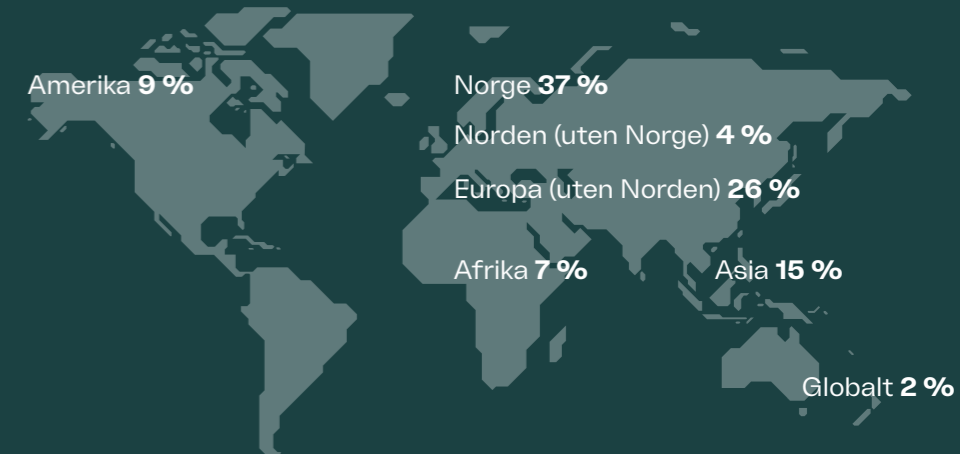 Amerika 9 %
Norge 37 %
Norden (uten Norge) 4 %
Europa (uten Norden) 26 %
Afrika 7 %
Asia 15 %
Globalt 2 %